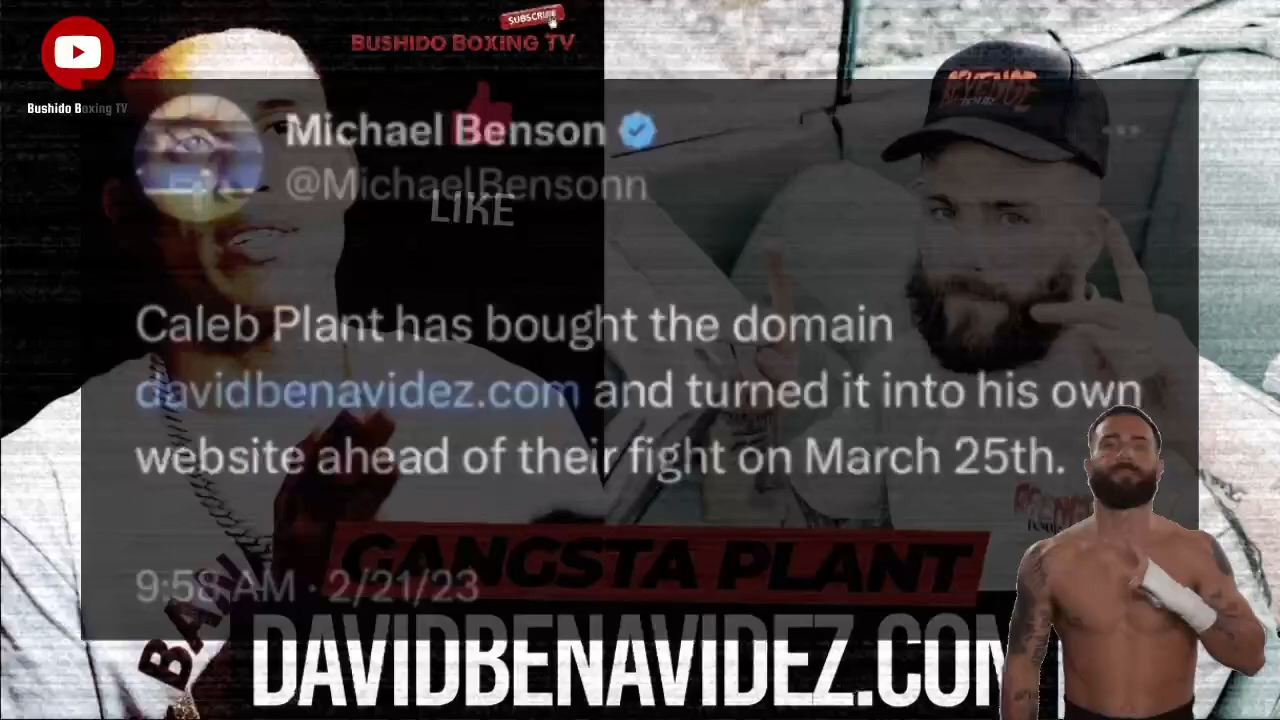 SUBSCRIBE
BUSHIDO BOXING TV
Bushido Boxing TV
REVENGE
Michael Benson
@MichaelBensonn
LIKE
Caleb Plant has bought the domain
davidbenavidez.com and turned it into his own
website ahead of their fight on March 25th.
GANGSTA PLANT
9:58 AM · 2/21/23
BAN
DAVIDBENAVIDEZ.COM